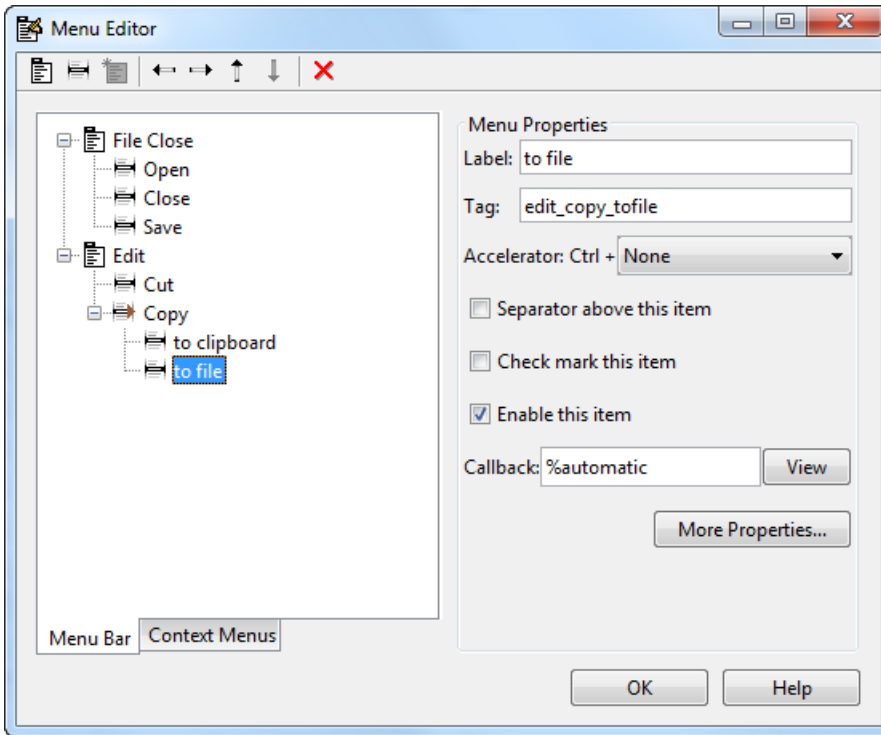 Menu Editor
File Close
Open
Close
Save
Edit
Cut
Copy
to clipboard
to file
Menu Bar
Context Menus
Menu Properties
Label: to file
Tag: edit_copy_tofile
Accelerator: Ctrl + None
Separator above this item
Check mark this item
Enable this item
Callback: %automatic View
More Properties...
OK Help